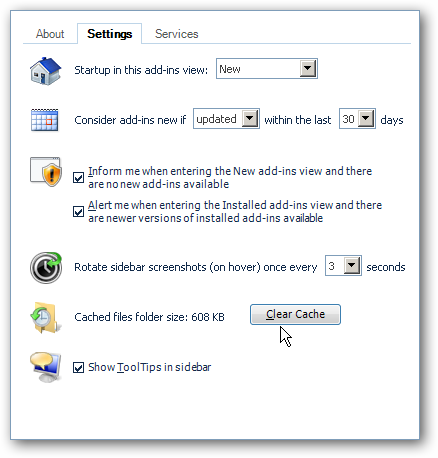 About Settings Services
Startup in this add-ins view: New
Consider add-ins new if updated within the last 30 days
Inform me when entering the New add-ins view and there
are no new add-ins available
Alert me when entering the Installed add-ins view and there
are newer versions of installed add-ins available
Rotate sidebar screenshots (on hover) once every 3 seconds
Cached files folder size: 608 KB Clear Cache
Show ToolTips in sidebar